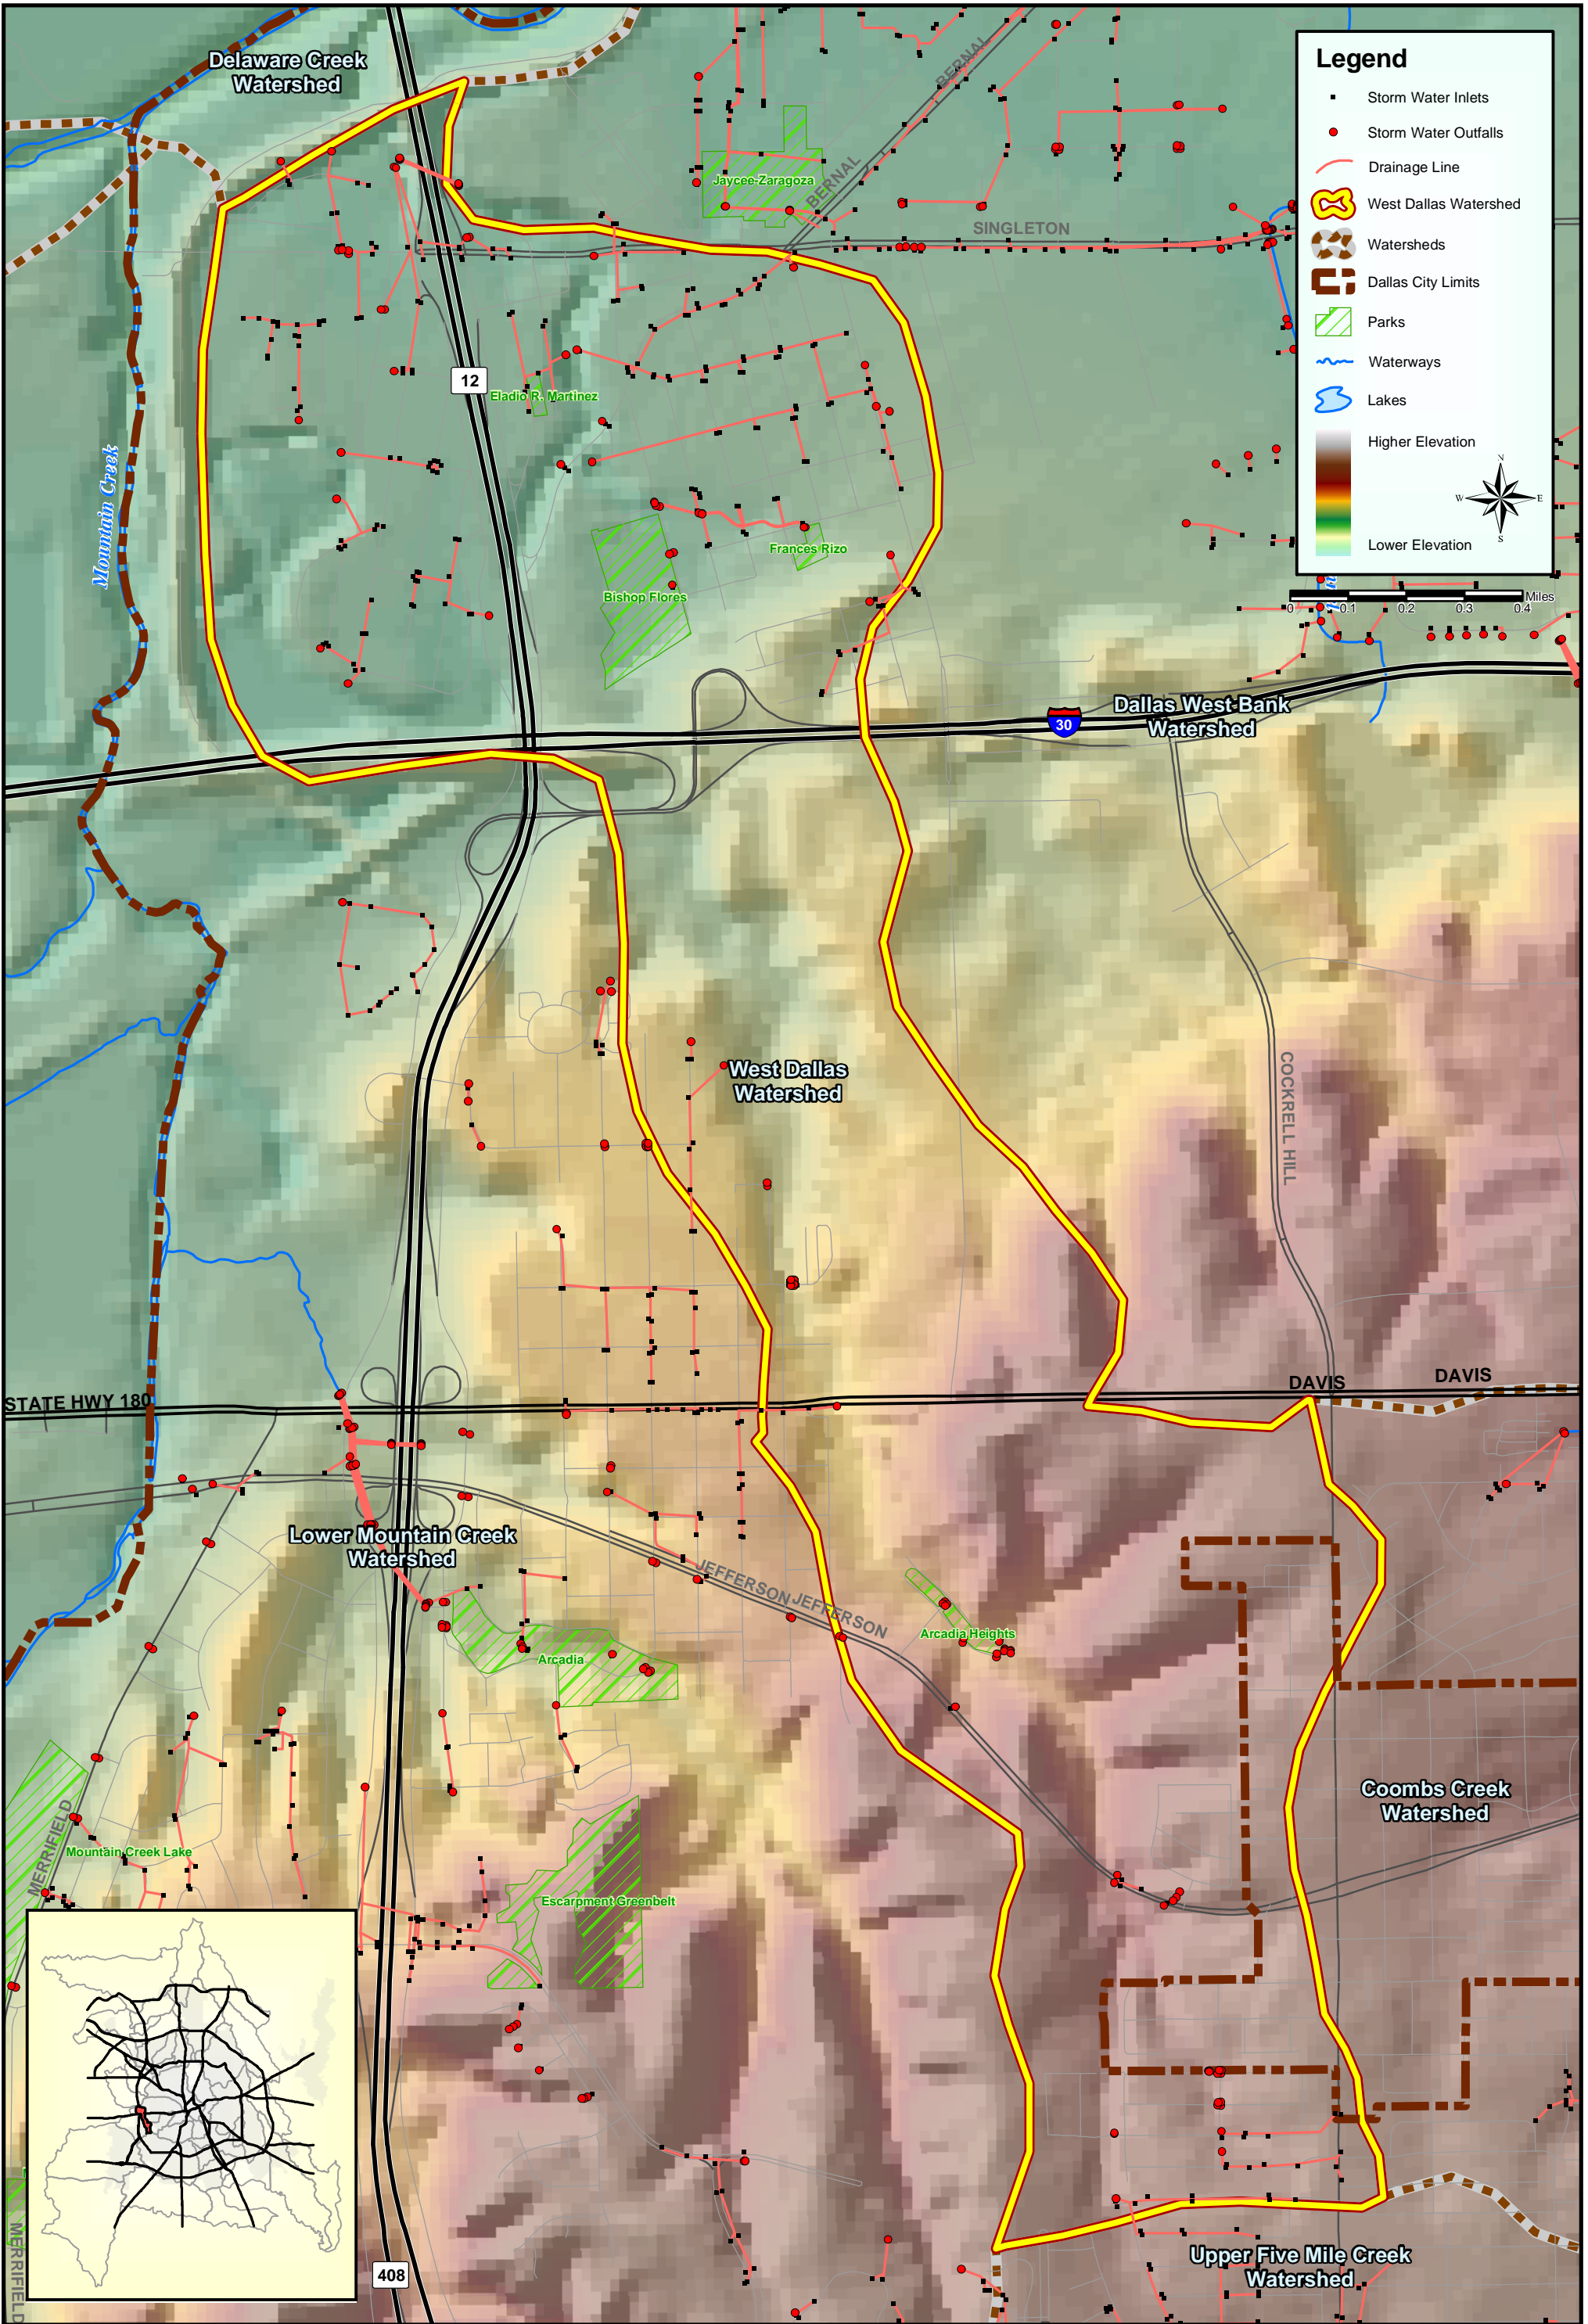 Delaware Creek
Watershed
BERNAL
Legend
Storm Water Inlets
Storm Water Outfalls
Drainage Line
West Dallas Watershed
Watersheds
Dallas City Limits
Parks
Waterways
Lakes
Higher Elevation
Lower Elevation
N
W
E
S
0
0.1
0.2
0.3
0.4
Miles
Jaycee-Zaragoza
BERNAL
SINGLETON
12
Eladio R. Martinez
Mountain Creek
Frances Rizo
Bishop Flores
Dallas West Bank
Watershed
30
West Dallas
Watershed
COCKRELL HILL
STATE HWY 180
DAVIS
DAVIS
Lower Mountain Creek
Watershed
JEFFERSON
JEFFERSON
Arcadia Heights
Arcadia
Coombs Creek
Watershed
MERRIFIELD
Mountain Creek Lake
Escarpment Greenbelt
MERRIFIELD
408
Upper Five Mile Creek
Watershed